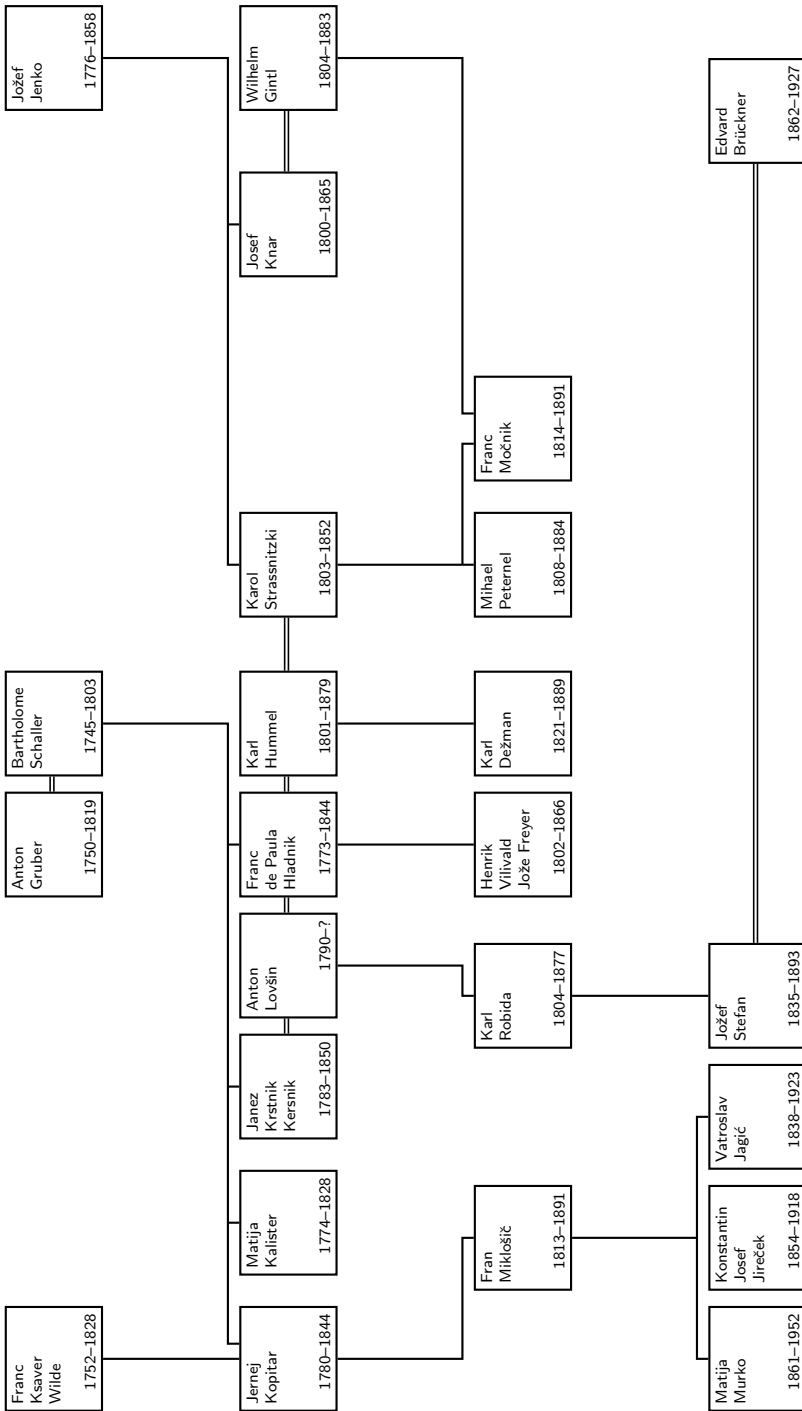 Franc
Ksaver
Wilde
1752–1828
Anton
Gruber
1750–1819
Bartholome
Schaller
1745–1803
Jožef
Jenko
1776–1858
Jernej
Kopitar
1780–1844
Matija
Kalister
1774–1828
Janez
Krstnik
Kersnik
1783–1850
Anton
Lovšin
1790–?
Franc
de Paula
Hladnik
1773–1844
Karl
Hummel
1801–1879
Karol
Strassnitzki
1803–1852
Josef
Knar
1800–1865
Wilhelm
Gintl
1804–1883
Fran
Miklošič
1813–1891
Karl
Robida
1804–1877
Henrik
Vilivald
Jože Freyer
1802–1866
Karl
Dežman
1821–1889
Mihael
Peternel
1808–1884
Franc
Močnik
1814–1891
Matija
Murko
1861–1952
Konstantin
Josef
Jireček
1854–1918
Vatroslav
Jagić
1838–1923
Jožef
Stefan
1835–1893
Edvard
Brückner
1862–1927